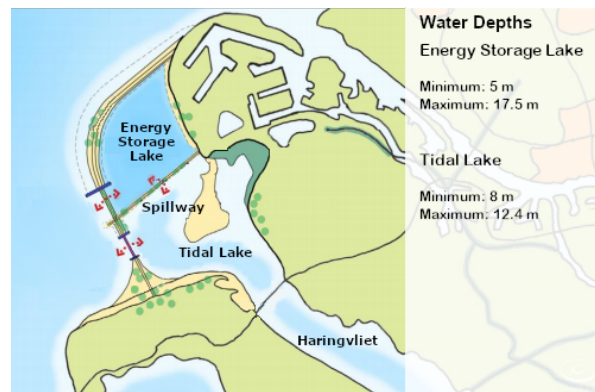 Energy
Storage
Lake
Spillway
Tidal Lake
Haringvliet
Water Depths
Energy Storage Lake
Minimum: 5 m
Maximum: 17.5 m
Tidal Lake
Minimum: 8 m
Maximum: 12.4 m